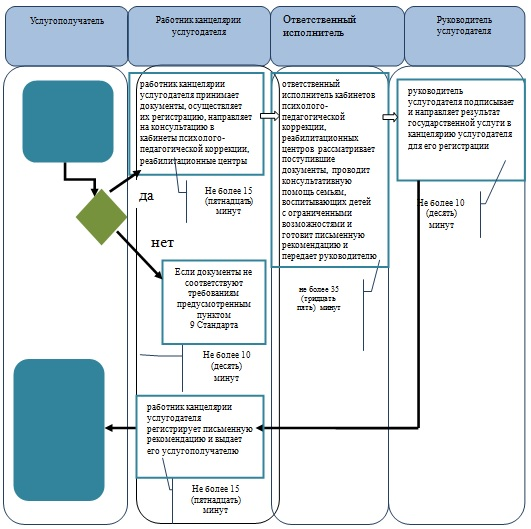 Услугополучатель
Работник канцелярии
услугодателя
Ответственный
исполнитель
Руководитель
услугодателя
работник канцелярии
услугодателя принимает
документы, осуществляет
их регистрацию, направляет
на консультацию в
кабинеты психолого-
педагогической коррекции,
реабилитационные центры
ответственный
исполнитель кабинетов
психолого-
педагогической
коррекции,
реабилитационных
центров рассматривает
поступившие
документы, проводит
консультативную
помощь семьям,
воспитывающих детей
с ограниченными
возможностями и
готовит письменную
рекомендацию и
передает руководителю
руководитель
услугодателя подписывает
и направляет результат
государственной услуги в
канцелярию услугодателя
для его регистрации
да
Не более 15
(пятнадцать)
минут
Не более 10
(десять)
минут
нет
Если документы не
соответствуют
требованиям
предусмотренным
пунктом
9 Стандарта
не более 35
(тридцать
пять) минут
Не более 10
(десять)
минут
работник канцелярии
услугодателя
регистрирует письменную
рекомендацию и выдает
его услугополучателю
Не более 15
(пятнадцать)
минут